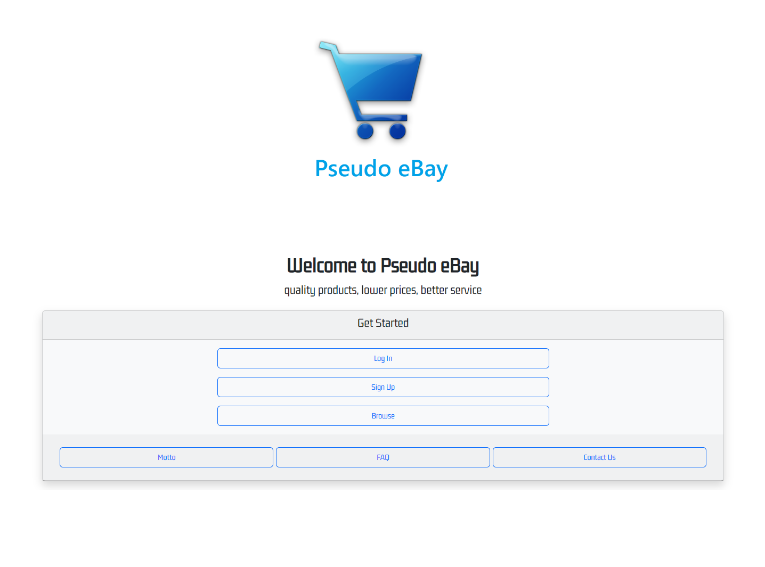 Pseudo eBay
Welcome to Pseudo eBay
quality products, lower prices, better service
Get Started
Log In
Sign Up
Browse
Motto FAQ Contact Us